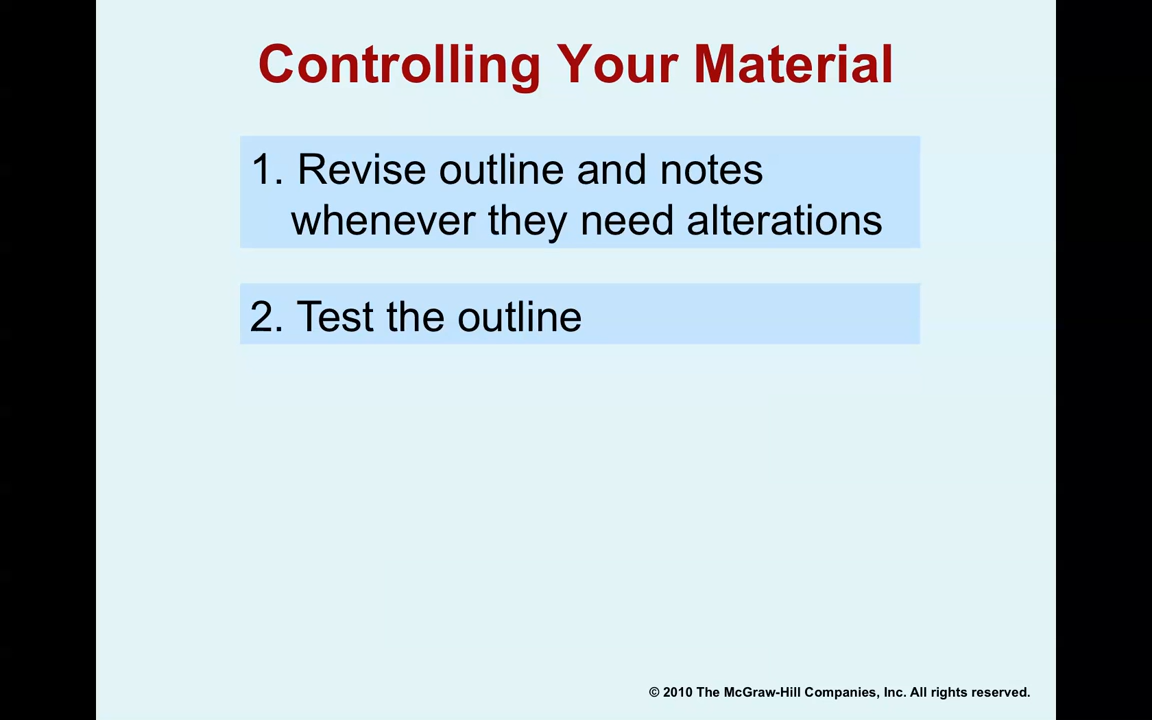 Controlling Your Material
1. Revise outline and notes
whenever they need alterations
2. Test the outline
© 2010 The McGraw-Hill Companies, Inc. All rights reserved.